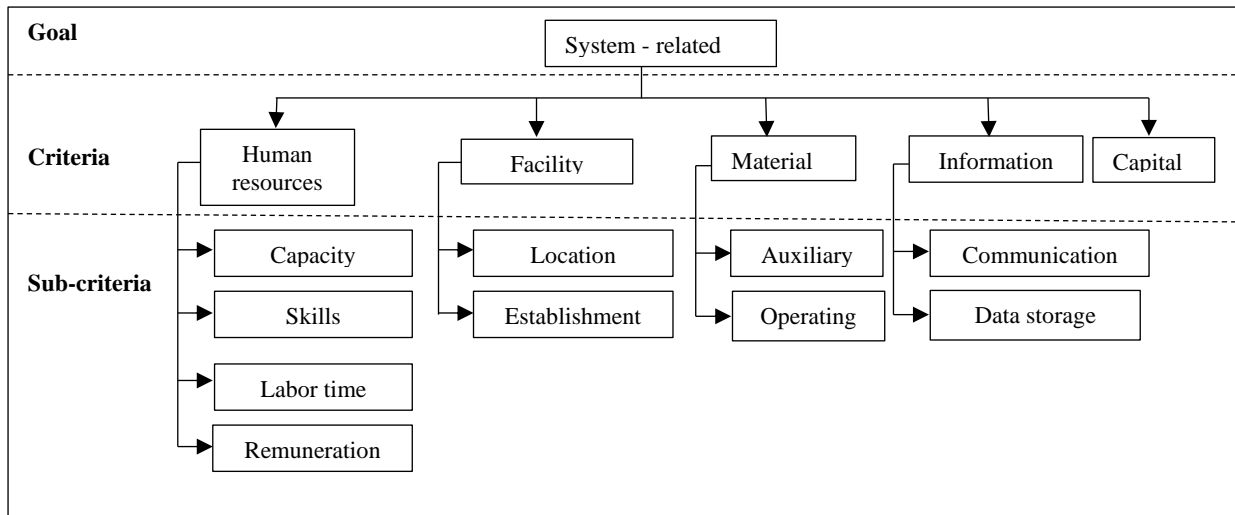 Goal
System - related
Criteria
Human
resources
Facility
Material
Information
Capital
Sub-criteria
Capacity
Location
Auxiliary
Communication
Skills
Establishment
Operating
Data storage
Labor time
Remuneration